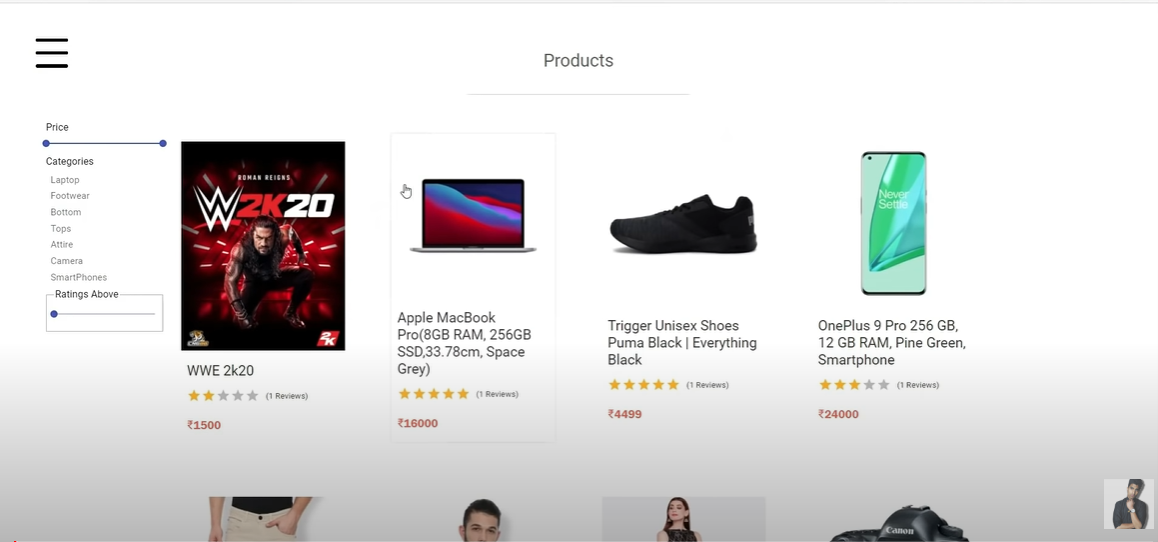 Products
Price
Categories
Laptop
Footwear
Bottom
Tops
Attire
Camera
SmartPhones
Ratings Above
ROMAN REIGNS
W2K20
2K
WWE 2k20
(1 Reviews)
₹1500
Apple MacBook
Pro(8GB RAM, 256GB
SSD,33.78cm, Space
Grey)
(1 Reviews)
₹16000
Trigger Unisex Shoes
Puma Black | Everything
Black
(1 Reviews)
₹4499
Never
Settle
OnePlus 9 Pro 256 GB,
12 GB RAM, Pine Green,
Smartphone
(1 Reviews)
₹24000
Canon